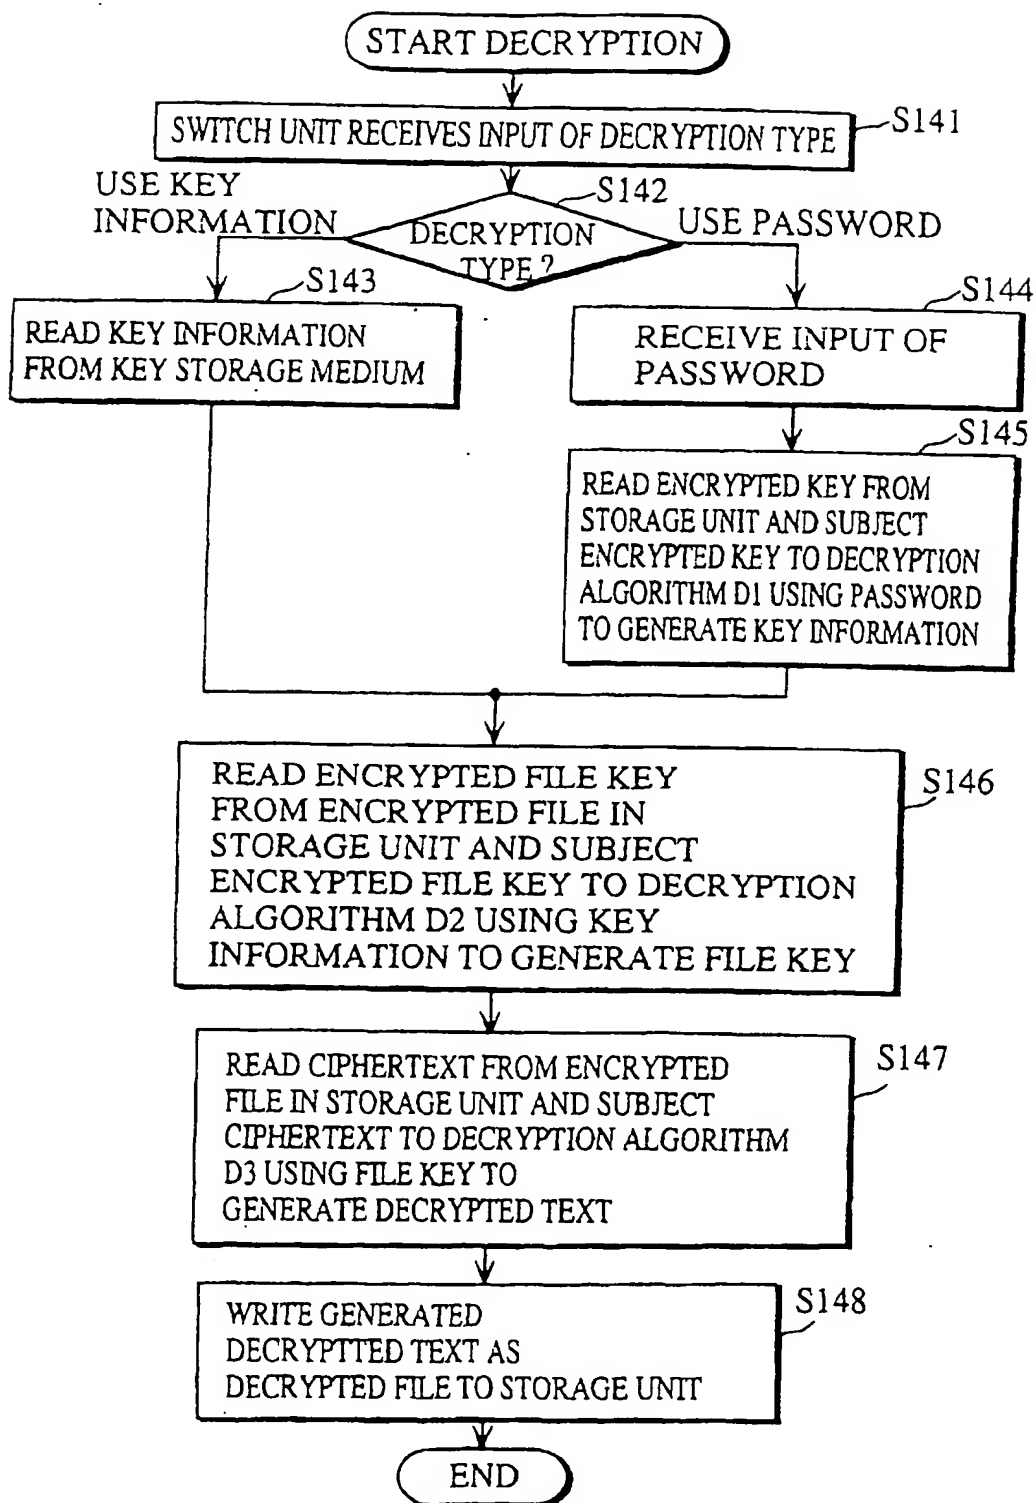 START DECRYPTION
SWITCH UNIT RECEIVES INPUT OF DECRYPTION TYPE
S141
USE KEY
INFORMATION
S142
DECRYPTION
TYPE ?
USE PASSWORD
S143
READ KEY INFORMATION
FROM KEY STORAGE MEDIUM
S144
RECEIVE INPUT OF
PASSWORD
S145
READ ENCRYPTED KEY FROM
STORAGE UNIT AND SUBJECT
ENCRYPTED KEY TO DECRYPTION
ALGORITHM D1 USING PASSWORD
TO GENERATE KEY INFORMATION
S146
READ ENCRYPTED FILE KEY
FROM ENCRYPTED FILE IN
STORAGE UNIT AND SUBJECT
ENCRYPTED FILE KEY TO DECRYPTION
ALGORITHM D2 USING KEY
INFORMATION TO GENERATE FILE KEY
S147
READ CIPHERTEXT FROM ENCRYPTED
FILE IN STORAGE UNIT AND SUBJECT
CIPHERTEXT TO DECRYPTION ALGORITHM
D3 USING FILE KEY TO
GENERATE DECRYPTED TEXT
S148
WRITE GENERATED
DECRYPTTED TEXT AS
DECRYPTED FILE TO STORAGE UNIT
END